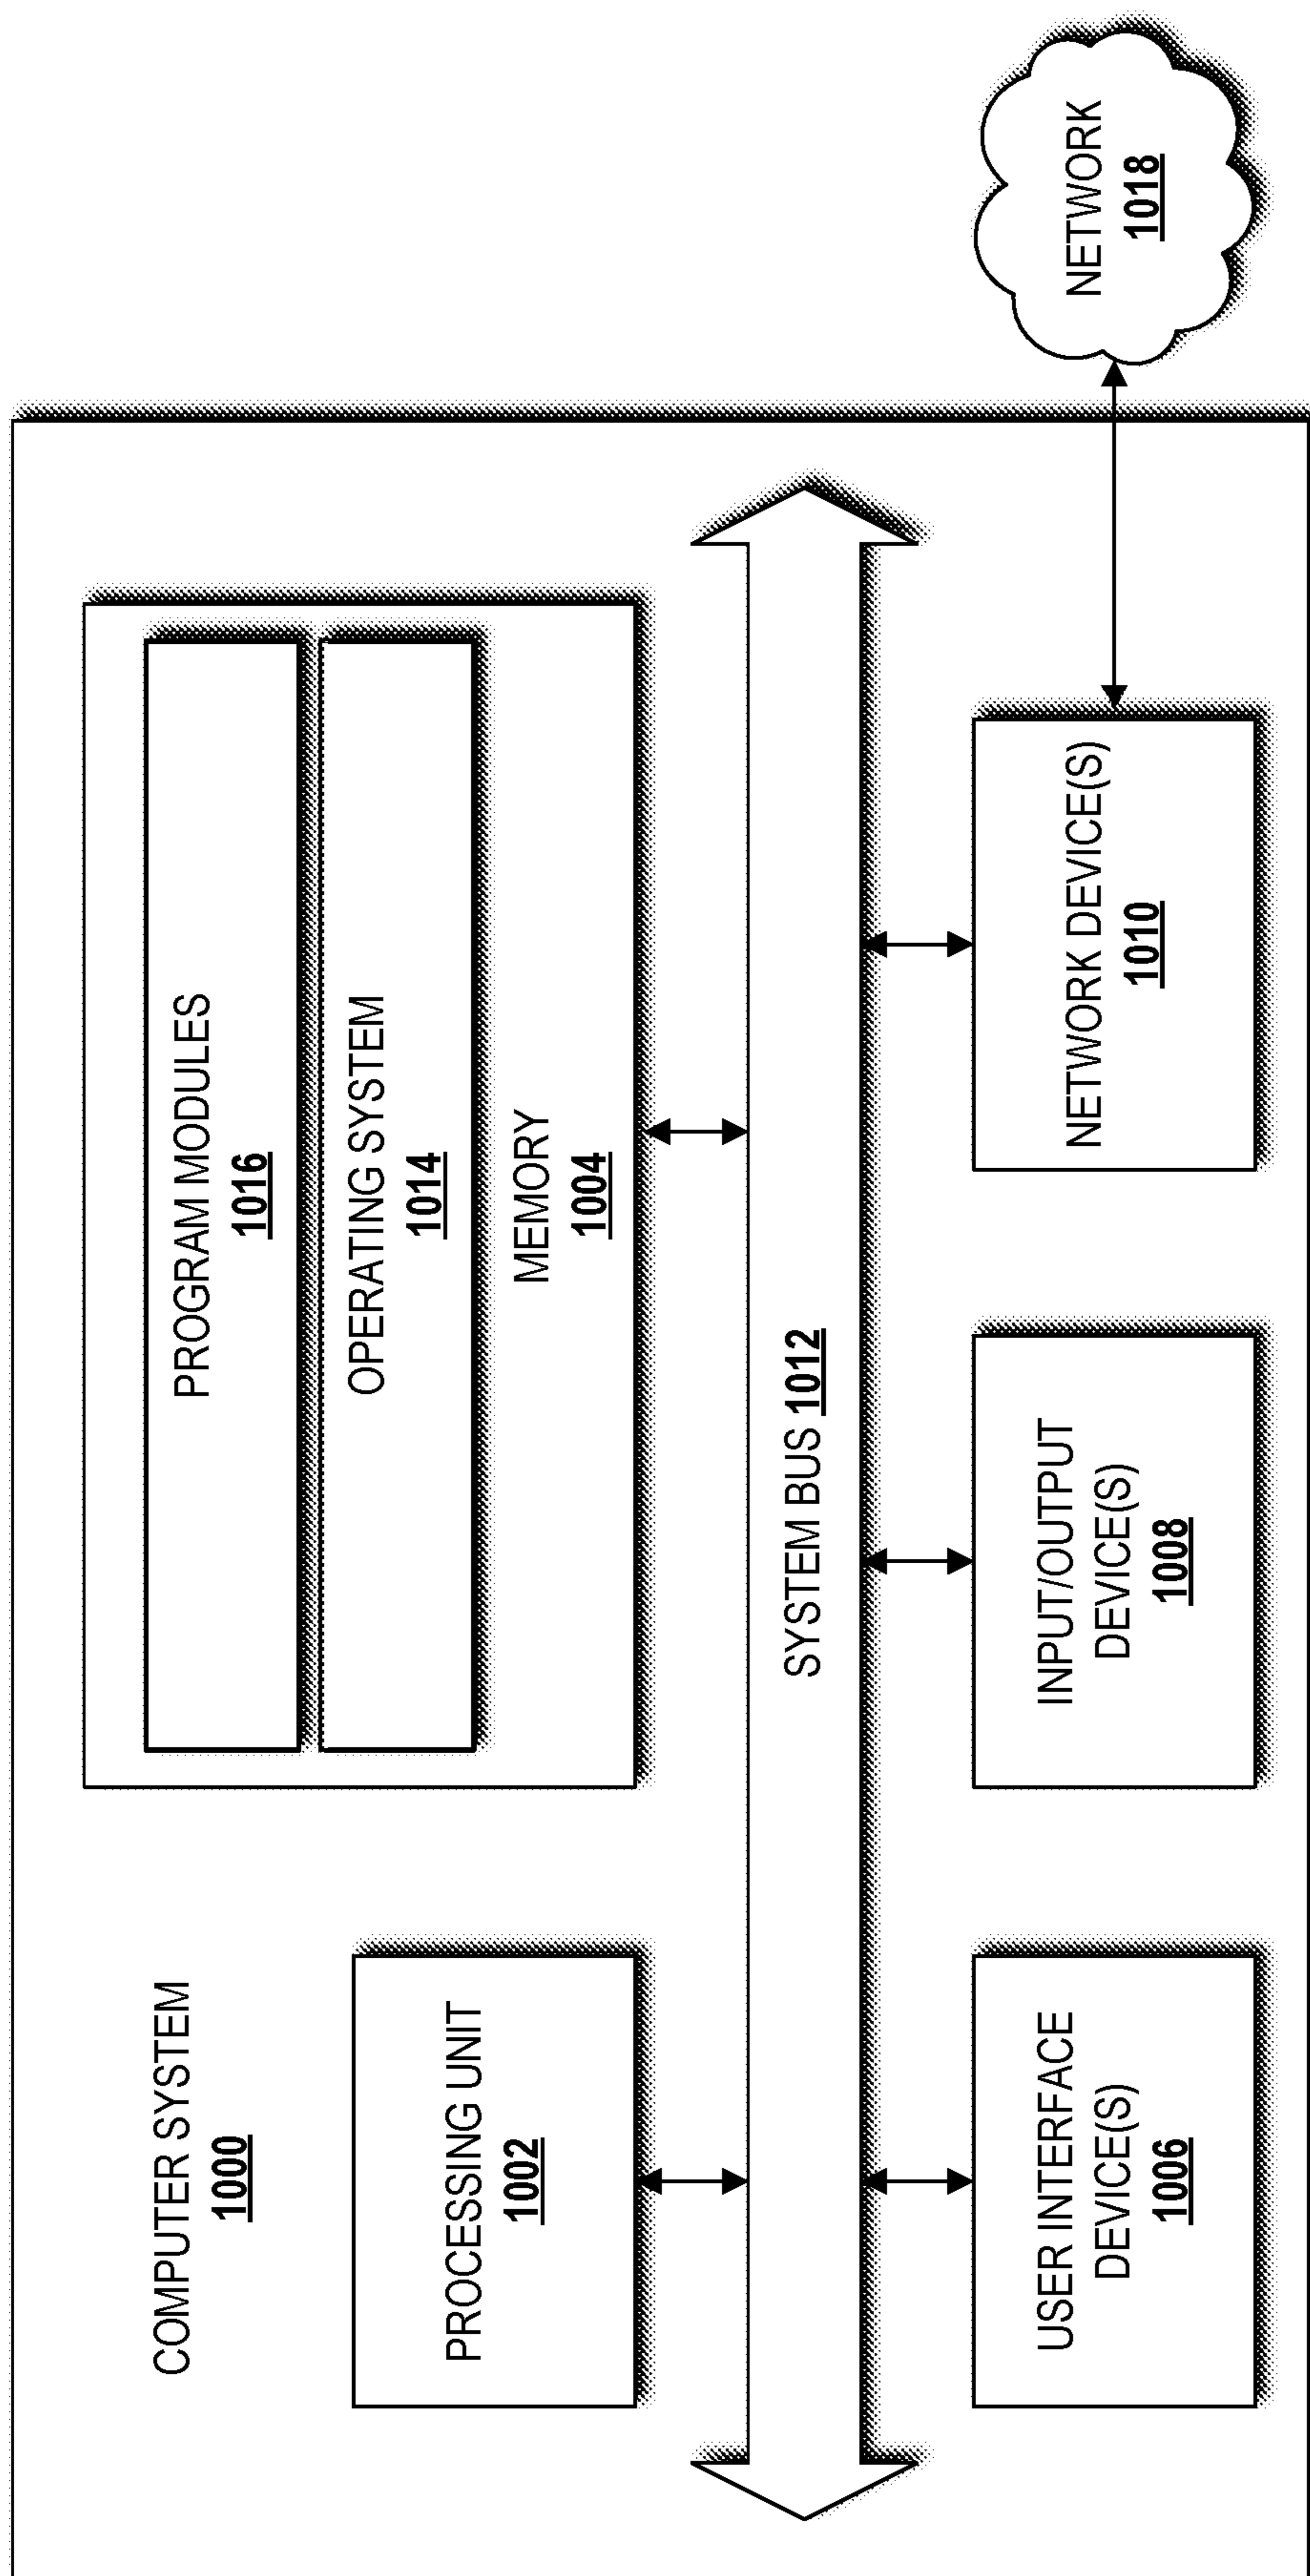 COMPUTER SYSTEM
1000
PROCESSING UNIT
1002
PROGRAM MODULES
1016
OPERATING SYSTEM
1014
MEMORY
1004
SYSTEM BUS 1012
USER INTERFACE
DEVICE(S)
1006
INPUT/OUTPUT
DEVICE(S)
1008
NETWORK DEVICE(S)
1010
NETWORK
1018